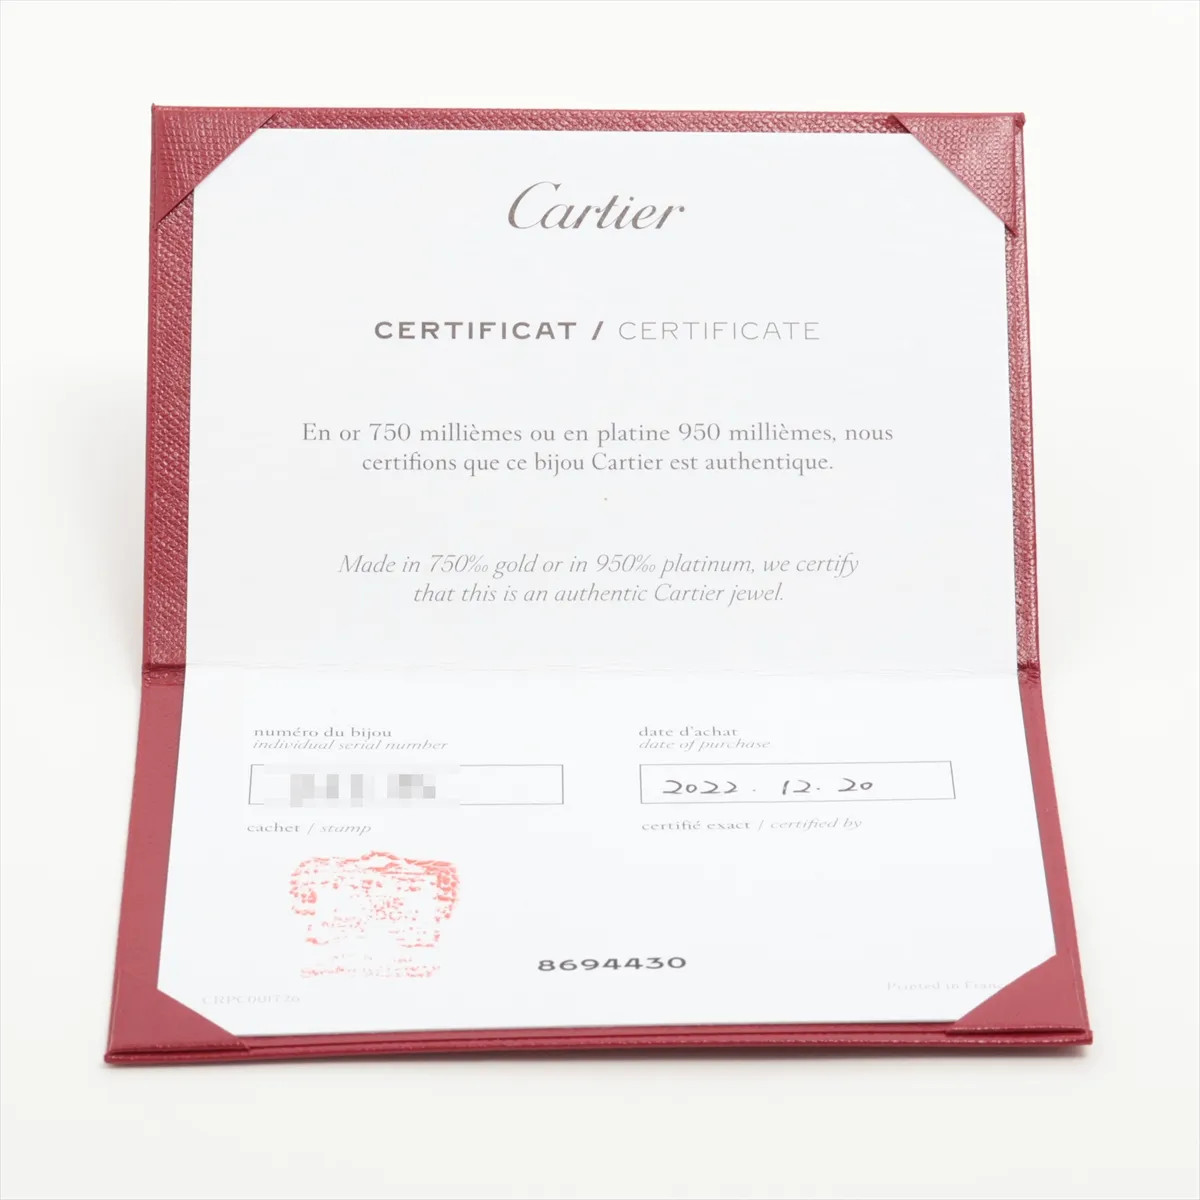 Cartier
CERTIFICAT / CERTIFICATE
En or 750 millièmes ou en platine 950 millièmes, nous
certifions que ce bijou Cartier est authentique.
Made in 750‰ gold or in 950‰ platinum, we certify
that this is an authentic Cartier jewel.
numéro du bijou
individual serial number
date d'achat
date of purchase
2022. 12. 20
cachet / stamp
certifié exact / certified by
8694430
Printed in